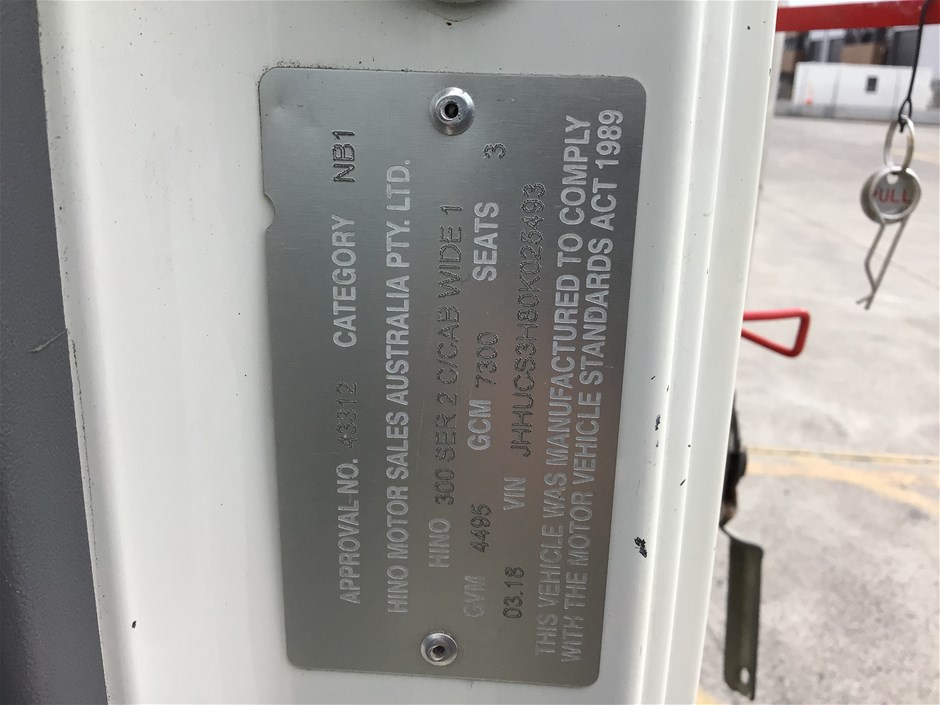 APPROVAL-NO. 43312 CATEGORY NB1
HINO MOTOR SALES AUSTRALIA PTY. LTD.
HINO 300 SER 2 C/CAB WIDE 1
GVM 4495 GCM 7300 SEATS 3
03.18 VIN JHHUCS3H80K025493
THIS VEHICLE WAS MANUFACTURED TO COMPLY
WITH THE MOTOR VEHICLE STANDARDS ACT 1989
PULL